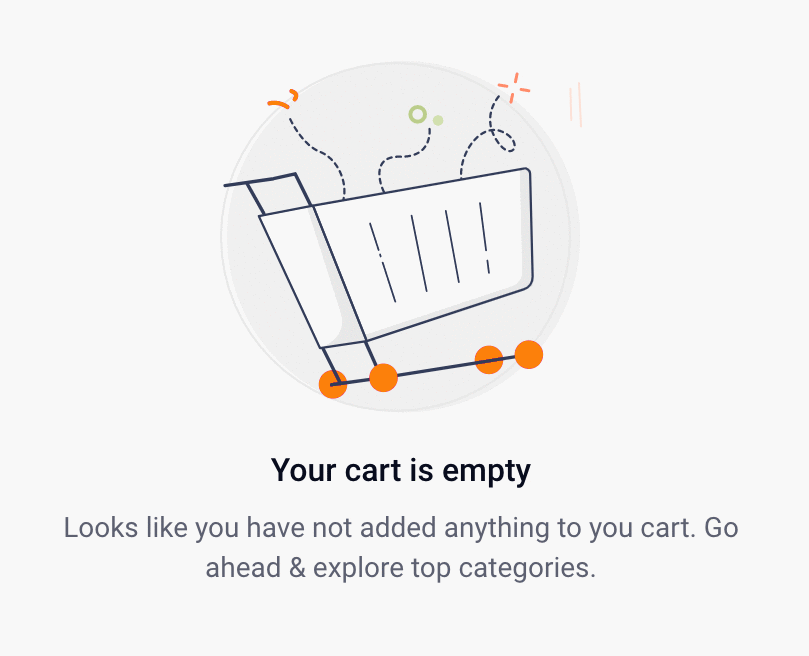 Your cart is empty
Looks like you have not added anything to you cart. Go
ahead & explore top categories.